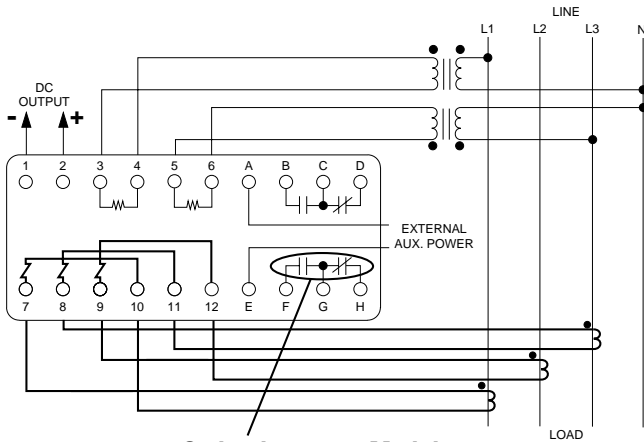 LINE
L1 L2 L3 N
DC
OUTPUT
- +
1 2 3 4 5 6 A B C D
EXTERNAL
AUX. POWER
7 8 9 10 11 12 E F G H
LOAD